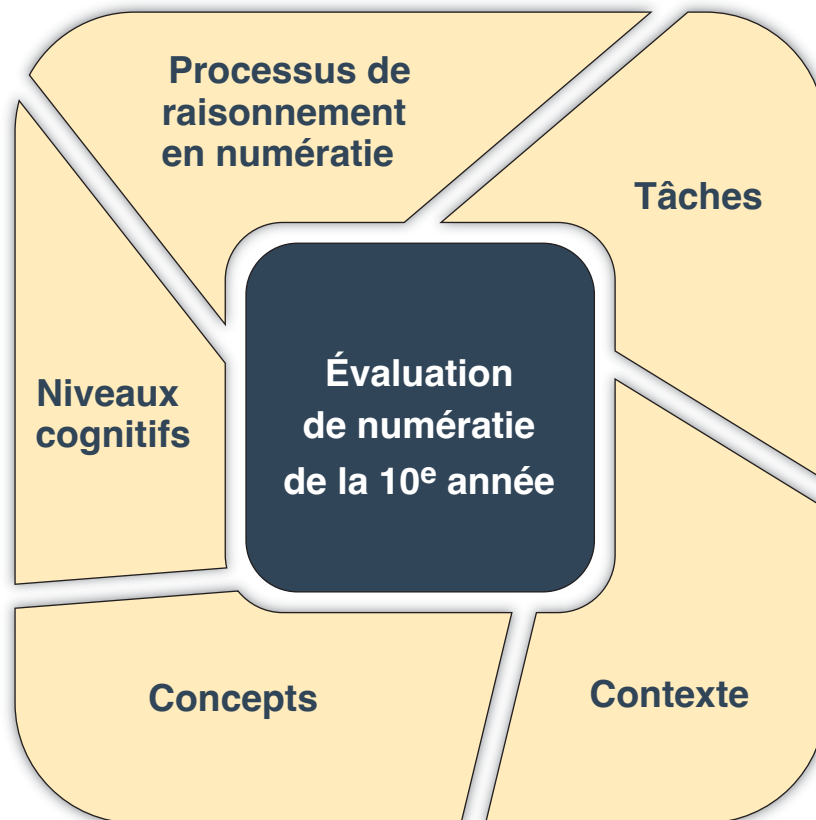 Processus de
raisonnement
en numératie
Tâches
Évaluation
de numératie
de la 10e année
Niveaux
cognitifs
Concepts
Contexte